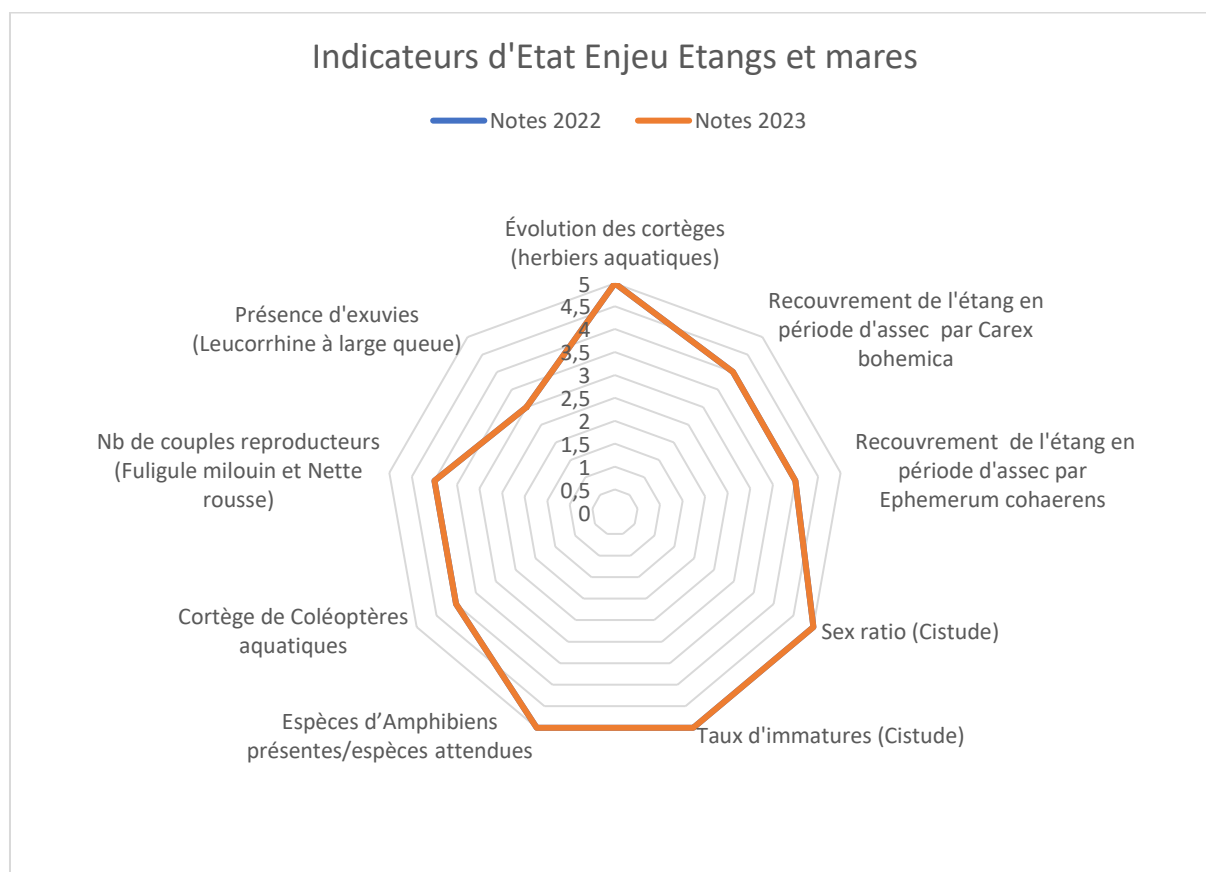 Indicateurs d'Etat Enjeu Etangs et mares
Notes 2022 Notes 2023
Évolution des cortèges
(herbiers aquatiques)
Recouvrement de l'étang en
période d'assec par Carex
bohemica
Recouvrement de l'étang en
période d'assec par
Ephemerum cohaerens
Sex ratio (Cistude)
Taux d'immatures (Cistude)
Espèces d’Amphibiens
présentes/espèces attendues
Cortège de Coléoptères
aquatiques
Nb de couples reproducteurs
(Fuligule milouin et Nette
rousse)
Présence d'exuvies
(Leucorrhine à large queue)
5
4,5
4
3,5
3
2,5
2
1,5
1
0,5
0